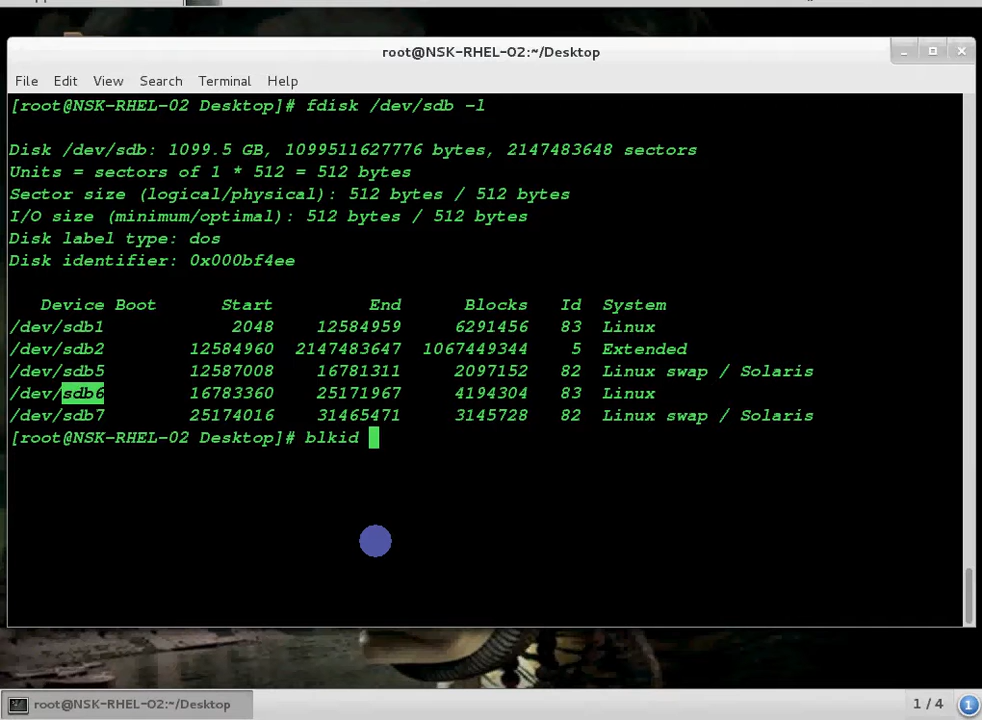 root@NSK-RHEL-02:~/Desktop
File Edit View Search Terminal Help
[root@NSK-RHEL-02 Desktop]# fdisk /dev/sdb -l
Disk /dev/sdb: 1099.5 GB, 1099511627776 bytes, 2147483648 sectors
Units = sectors of 1 * 512 = 512 bytes
Sector size (logical/physical): 512 bytes / 512 bytes
I/O size (minimum/optimal): 512 bytes / 512 bytes
Disk label type: dos
Disk identifier: 0x000bf4ee
Device Boot Start End Blocks Id System
/dev/sdb1 2048 12584959 6291456 83 Linux
/dev/sdb2 12584960 2147483647 1067449344 5 Extended
/dev/sdb5 12587008 16781311 2097152 82 Linux swap / Solaris
/dev/sdb6 16783360 25171967 4194304 83 Linux
/dev/sdb7 25174016 31465471 3145728 82 Linux swap / Solaris
[root@NSK-RHEL-02 Desktop]# blkid
root@NSK-RHEL-02:~/Desktop
1 / 4
1